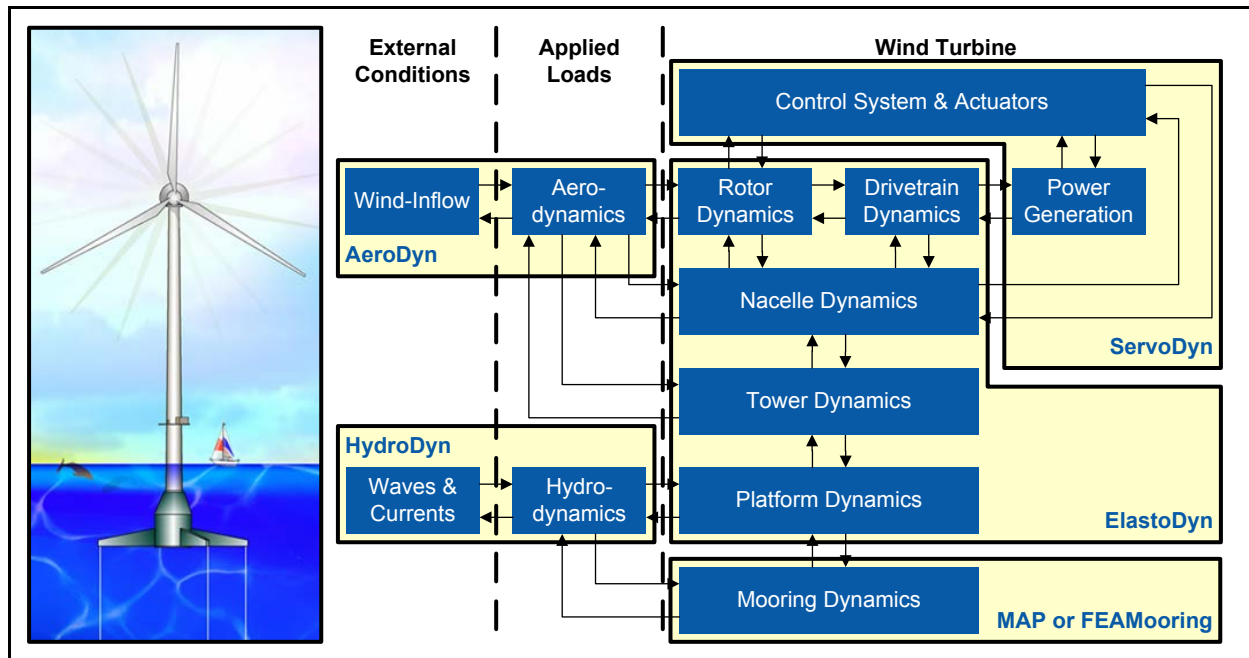 External
Conditions
Applied
Loads
Wind Turbine
Control System & Actuators
Wind-Inflow
Aero-
dynamics
Rotor
Dynamics
Drivetrain
Dynamics
Power
Generation
AeroDyn
Nacelle Dynamics
ServoDyn
Tower Dynamics
HydroDyn
Waves &
Currents
Hydro-
dynamics
Platform Dynamics
ElastoDyn
Mooring Dynamics
MAP or FEAMooring